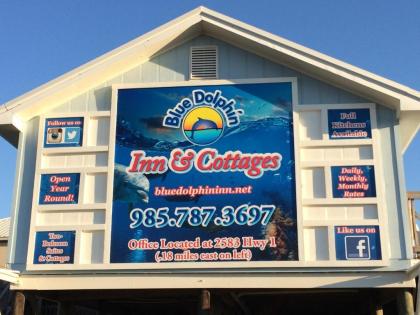 Blue Dolphin
Inn & Cottages
bluedolphininn.net
985.787.3697
Office Located at 2583 Hwy 1
(.18 miles east on left)
Follow us on
Open
Year
Round!
Two-
Bedroom
Suites
& Cottages
Full
Kitchens
Available
Daily,
Weekly,
Monthly
Rates
Like us on
f